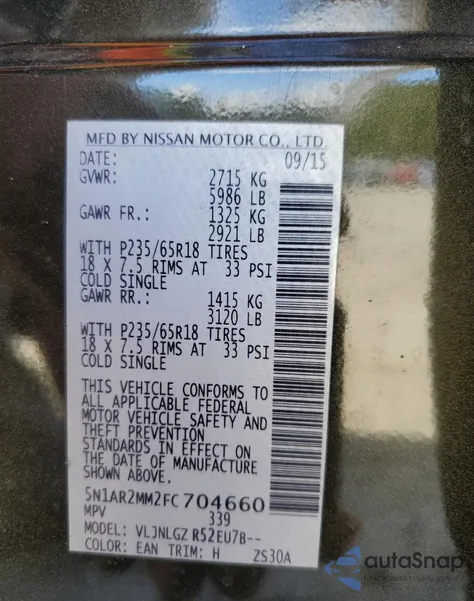 MFD BY NISSAN MOTOR CO., LTD.
DATE: 09/15
GVWR: 2715 KG
5986 LB
GAWR FR.: 1325 KG
2921 LB
WITH P235/65R18 TIRES
18 X 7.5 RIMS AT 33 PSI
COLD SINGLE
GAWR RR.: 1415 KG
3120 LB
WITH P235/65R18 TIRES
18 X 7.5 RIMS AT 33 PSI
COLD SINGLE
THIS VEHICLE CONFORMS TO
ALL APPLICABLE FEDERAL
MOTOR VEHICLE SAFETY AND
THEFT PREVENTION
STANDARDS IN EFFECT ON
THE DATE OF MANUFACTURE
SHOWN ABOVE.
5N1AR2MM2FC704660
MPV 339
MODEL: VLJNLGZ R52EU7B--
COLOR: EAN TRIM: H ZS30A
autoSnap